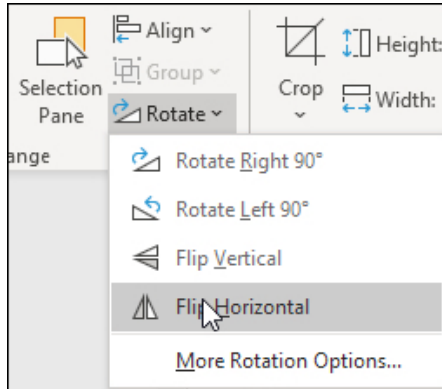 Align
Group
Selection
Pane
Rotate
Crop
Height:
Width:
ange
Rotate Right 90°
Rotate Left 90°
Flip Vertical
Flip Horizontal
More Rotation Options...